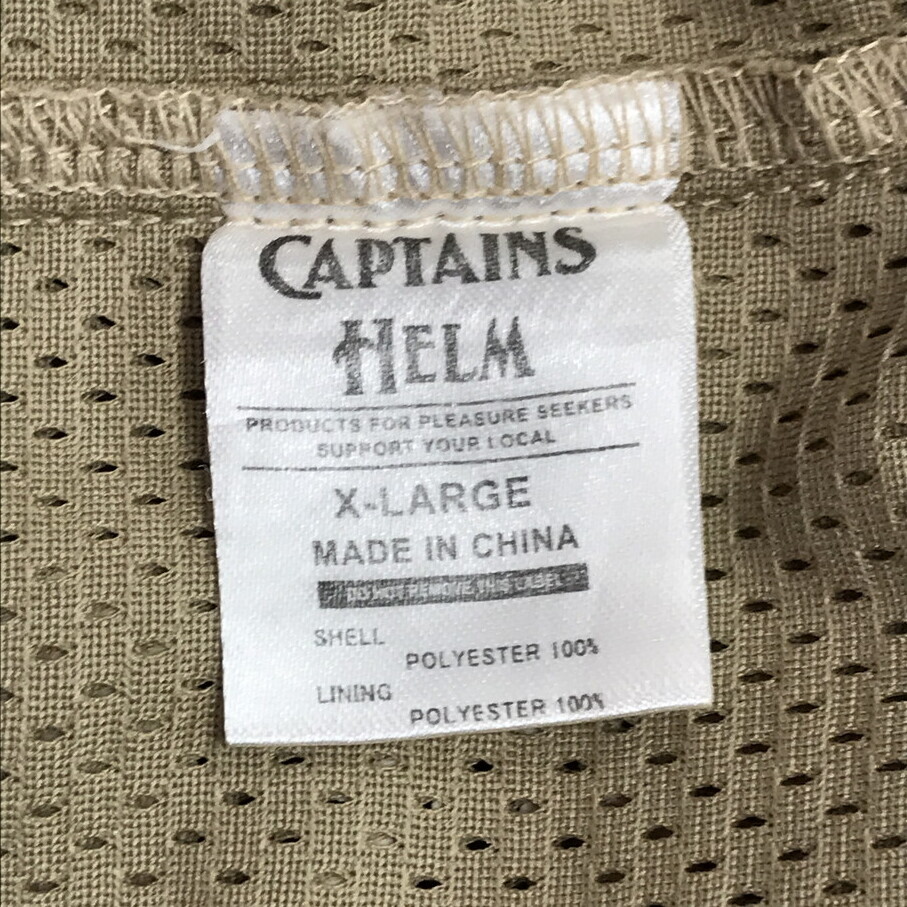 CAPTAINS
HELM
PRODUCTS FOR PLEASURE SEEKERS
SUPPORT YOUR LOCAL
X-LARGE
MADE IN CHINA
DO NOT REMOVE THIS LABEL
SHELL
POLYESTER 100%
LINING
POLYESTER 100%